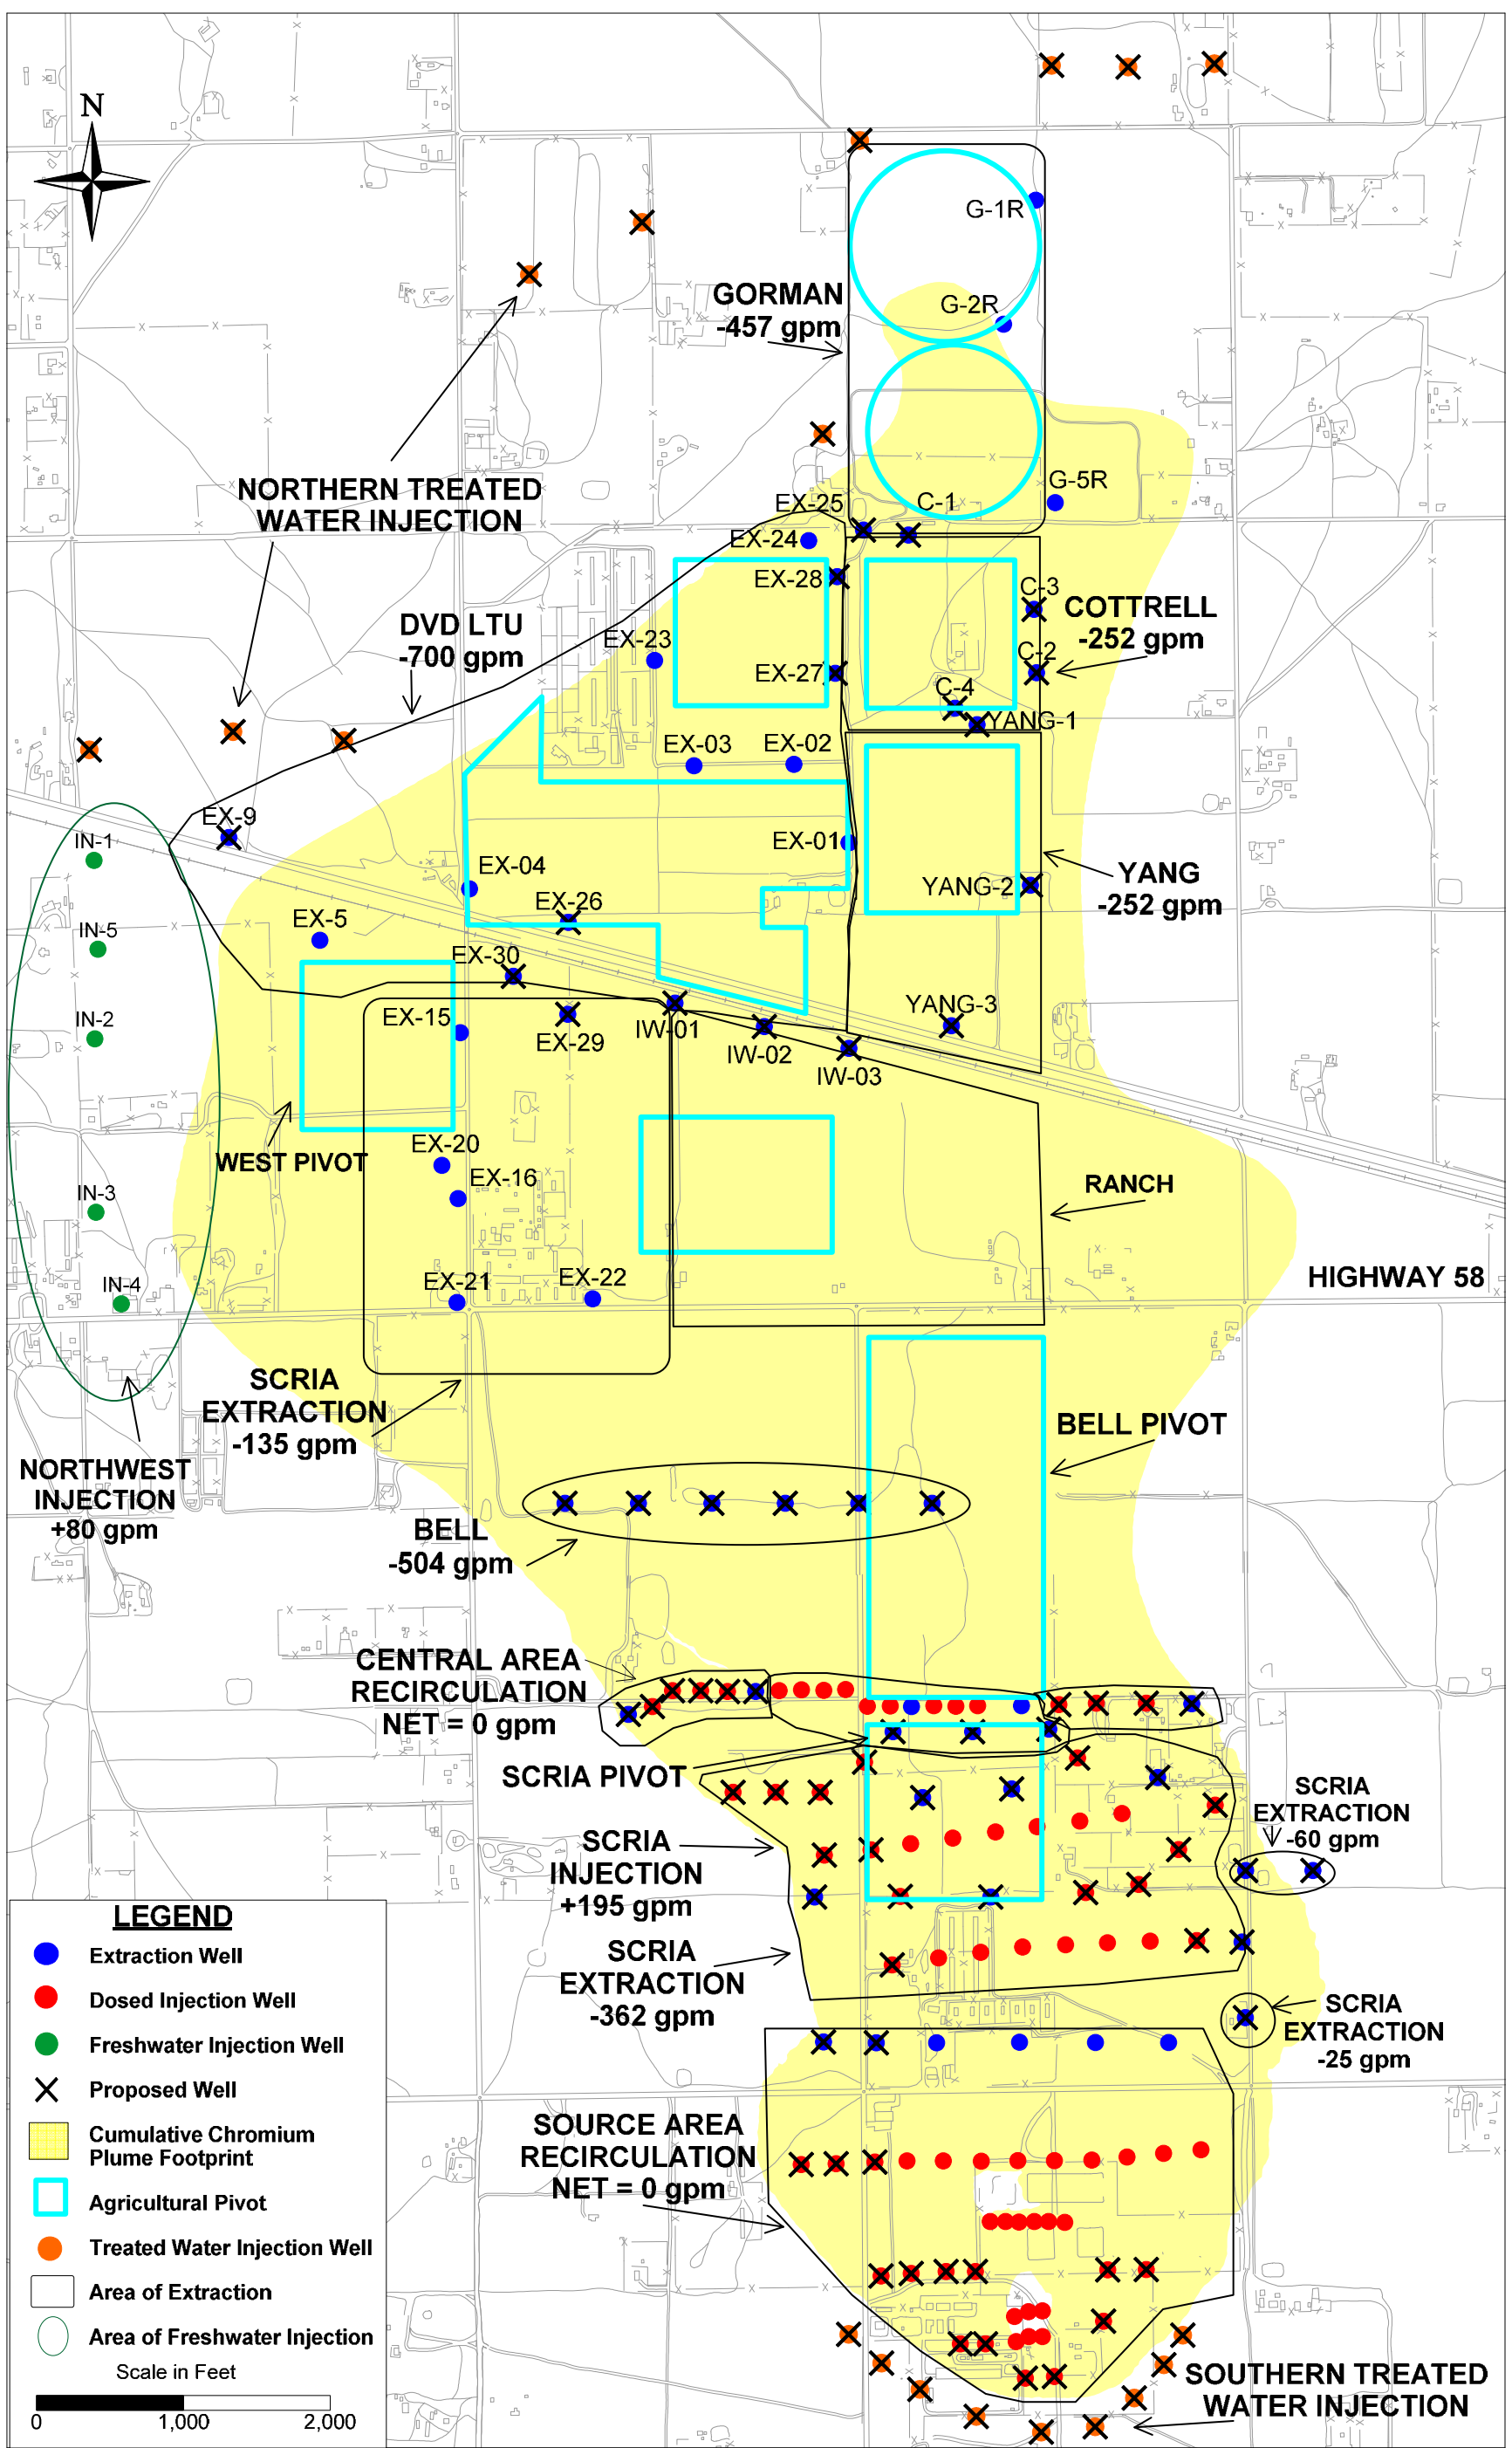 N
G-1R
GORMAN
-457 gpm
G-2R
NORTHERN TREATED
WATER INJECTION
EX-25
C-1
G-5R
EX-24
EX-28
C-3
COTTRELL
-252 gpm
DVD LTU
-700 gpm
EX-23
EX-27
C-2
C-4
YANG-1
EX-03
EX-02
EX-9
IN-1
EX-01
EX-04
YANG-2
YANG
-252 gpm
EX-26
EX-5
IN-5
EX-30
YANG-3
IN-2
EX-15
EX-29
IW-01
IW-02
IW-03
EX-20
WEST PIVOT
EX-16
RANCH
IN-3
IN-4
EX-21
EX-22
HIGHWAY 58
SCRIA
EXTRACTION
-135 gpm
BELL PIVOT
NORTHWEST
INJECTION
+80 gpm
BELL
-504 gpm
CENTRAL AREA
RECIRCULATION
NET = 0 gpm
SCRIA PIVOT
SCRIA
EXTRACTION
-60 gpm
SCRIA
INJECTION
+195 gpm
SCRIA
EXTRACTION
-362 gpm
SCRIA
EXTRACTION
-25 gpm
SOURCE AREA
RECIRCULATION
NET = 0 gpm
SOUTHERN TREATED
WATER INJECTION
LEGEND
Extraction Well
Dosed Injection Well
Freshwater Injection Well
Proposed Well
Cumulative Chromium
Plume Footprint
Agricultural Pivot
Treated Water Injection Well
Area of Extraction
Area of Freshwater Injection
Scale in Feet
0 1,000 2,000